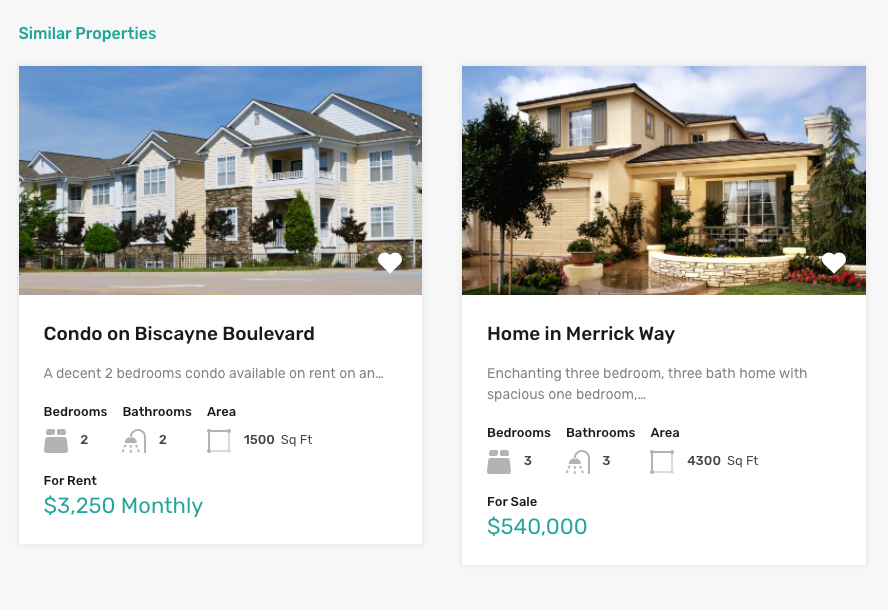 Similar Properties
Condo on Biscayne Boulevard
A decent 2 bedrooms condo available on rent on an…
Bedrooms Bathrooms Area
2 2 1500 Sq Ft
For Rent
$3,250 Monthly
Home in Merrick Way
Enchanting three bedroom, three bath home with
spacious one bedroom,…
Bedrooms Bathrooms Area
3 3 4300 Sq Ft
For Sale
$540,000